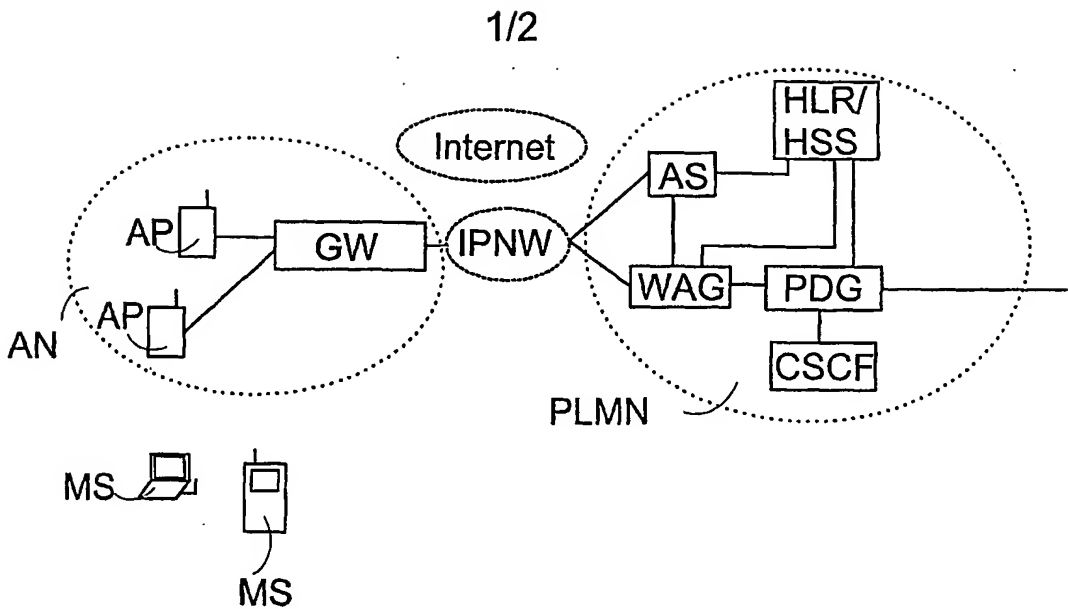 1/2
HLR/
HSS
Internet
AS
AP
GW
IPNW
WAG
PDG
AP
AN
CSCF
PLMN
MS
MS